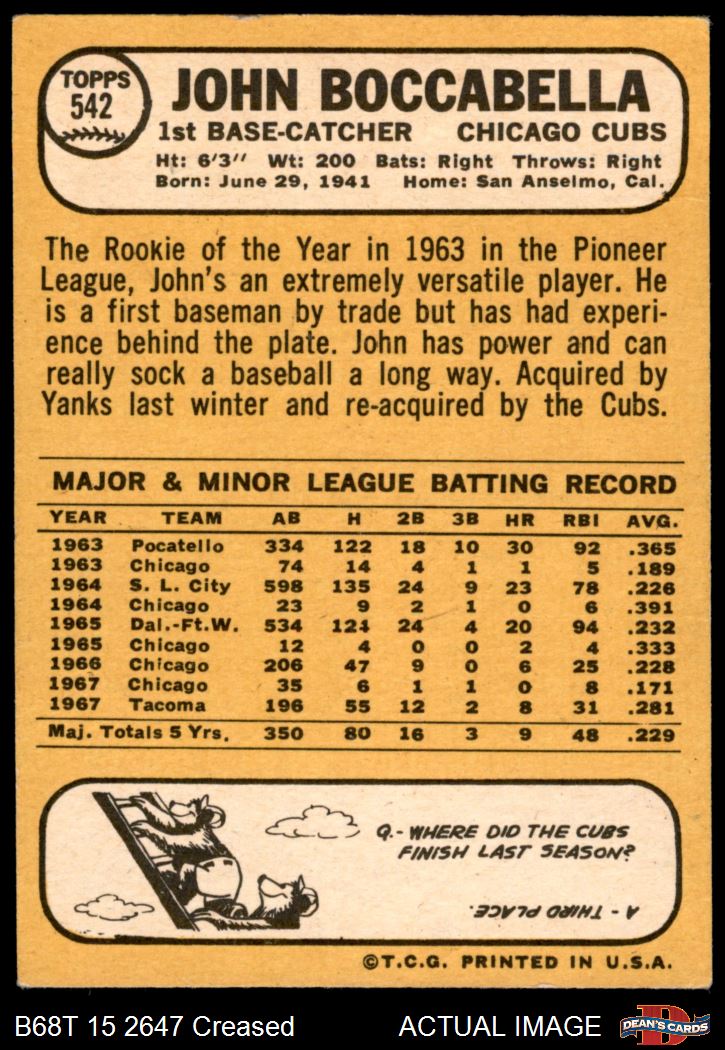 TOPPS
542
JOHN BOCCABELLA
1st BASE-CATCHER CHICAGO CUBS
Ht: 6'3" Wt: 200 Bats: Right Throws: Right
Born: June 29, 1941 Home: San Anselmo, Cal.
The Rookie of the Year in 1963 in the Pioneer
League, John's an extremely versatile player. He
is a first baseman by trade but has had experi-
ence behind the plate. John has power and can
really sock a baseball a long way. Acquired by
Yanks last winter and re-acquired by the Cubs.
MAJOR & MINOR LEAGUE BATTING RECORD
YEAR TEAM AB H 2B 3B HR RBI AVG.
1963 Pocatello 334 122 18 10 30 92 .365
1963 Chicago 74 14 4 1 1 5 .189
1964 S. L. City 598 135 24 9 23 78 .226
1964 Chicago 23 9 2 1 0 6 .391
1965 Dal.-Ft.W. 534 124 24 4 20 94 .232
1965 Chicago 12 4 0 0 2 4 .333
1966 Chicago 206 47 9 0 6 25 .228
1967 Chicago 35 6 1 1 0 8 .171
1967 Tacoma 196 55 12 2 8 31 .281
Maj. Totals 5 Yrs. 350 80 16 3 9 48 .229
Q.- WHERE DID THE CUBS
FINISH LAST SEASON?
A - THIRD PLACE.
©T.C.G. PRINTED IN U.S.A.
B68T 15 2647 Creased ACTUAL IMAGE
D
DEAN'S CARDS